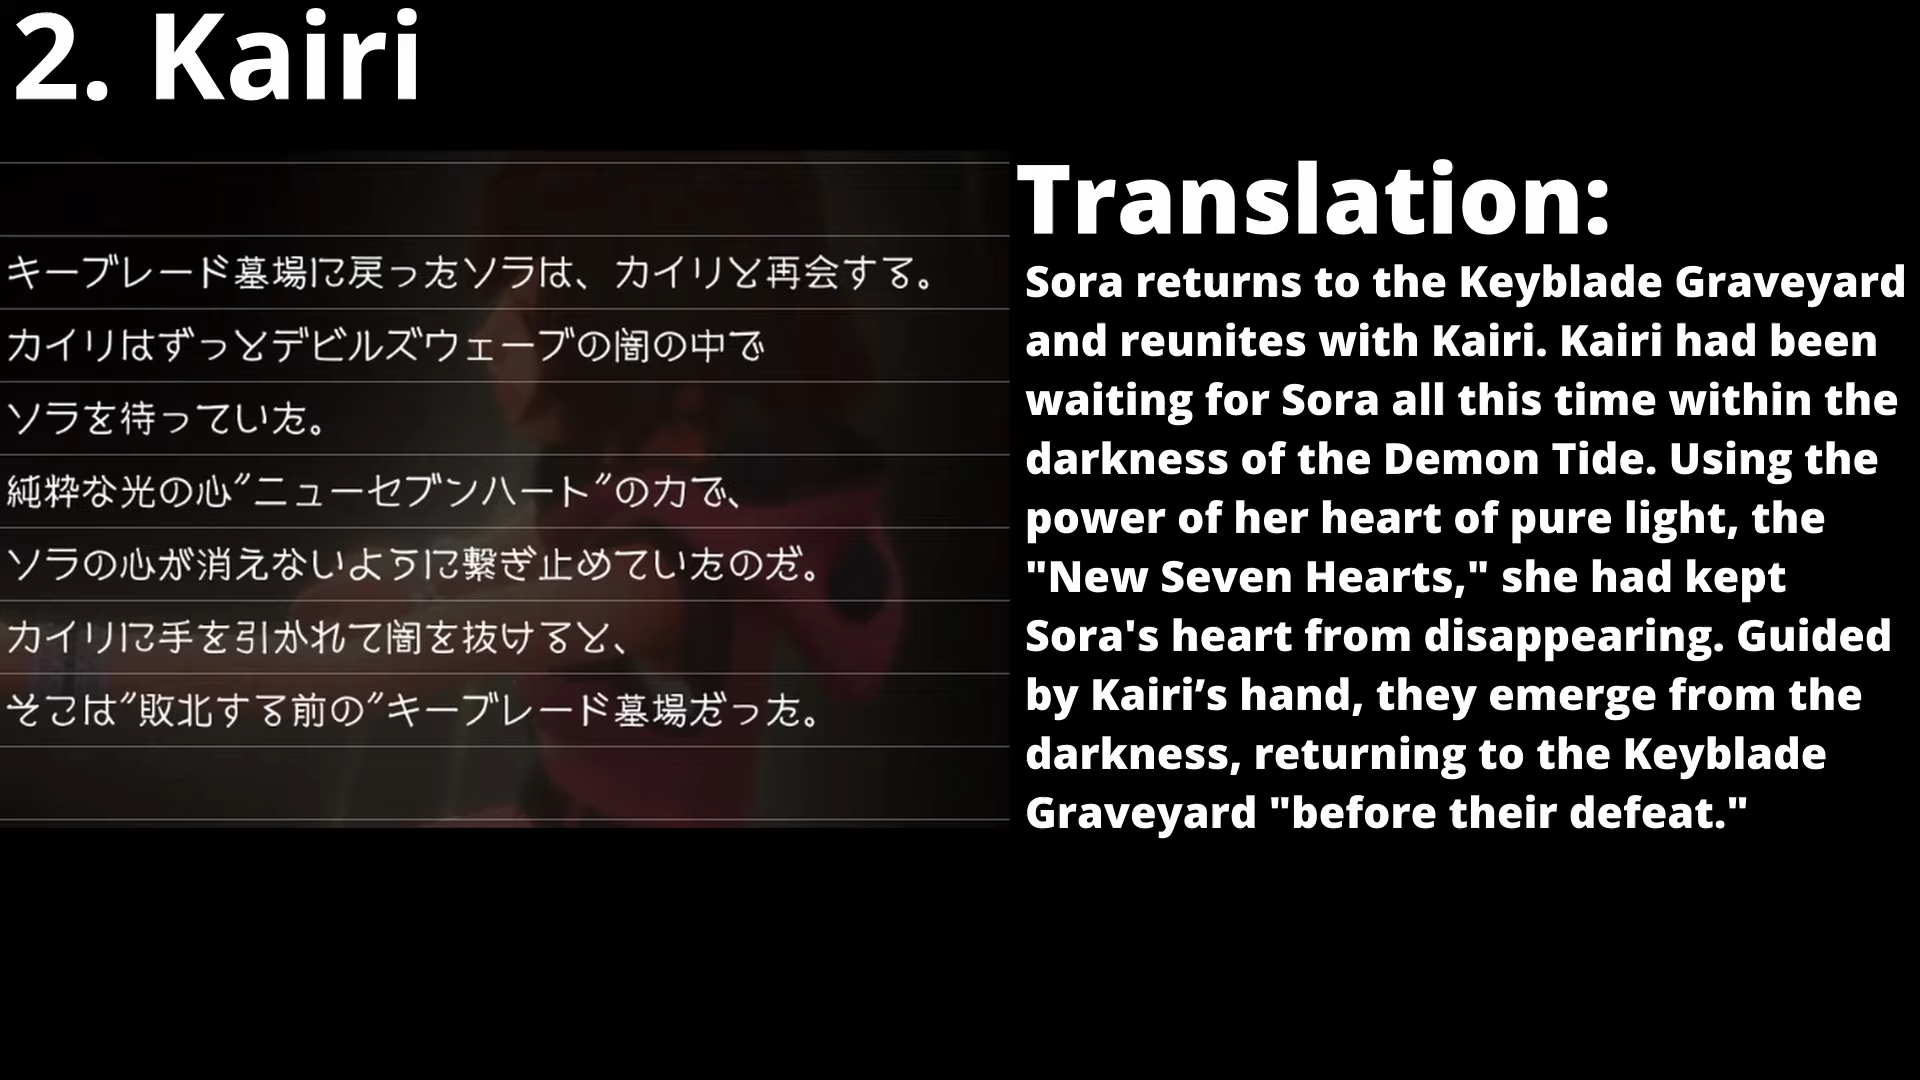 2. Kairi
キーブレード墓場に戻ったソラは、カイリと再会する。
カイリはずっとデビルズウェーブの闇の中で
ソラを待っていた。
純粋な光の心"ニューセブンハート"の力で、
ソラの心が消えないように繋ぎ止めていたのだ。
カイリに手を引かれて闇を抜けると、
そこは"敗北する前の"キーブレード墓場だった。
Translation:
Sora returns to the Keyblade Graveyard
and reunites with Kairi. Kairi had been
waiting for Sora all this time within the
darkness of the Demon Tide. Using the
power of her heart of pure light, the
"New Seven Hearts," she had kept
Sora's heart from disappearing. Guided
by Kairi’s hand, they emerge from the
darkness, returning to the Keyblade
Graveyard "before their defeat."